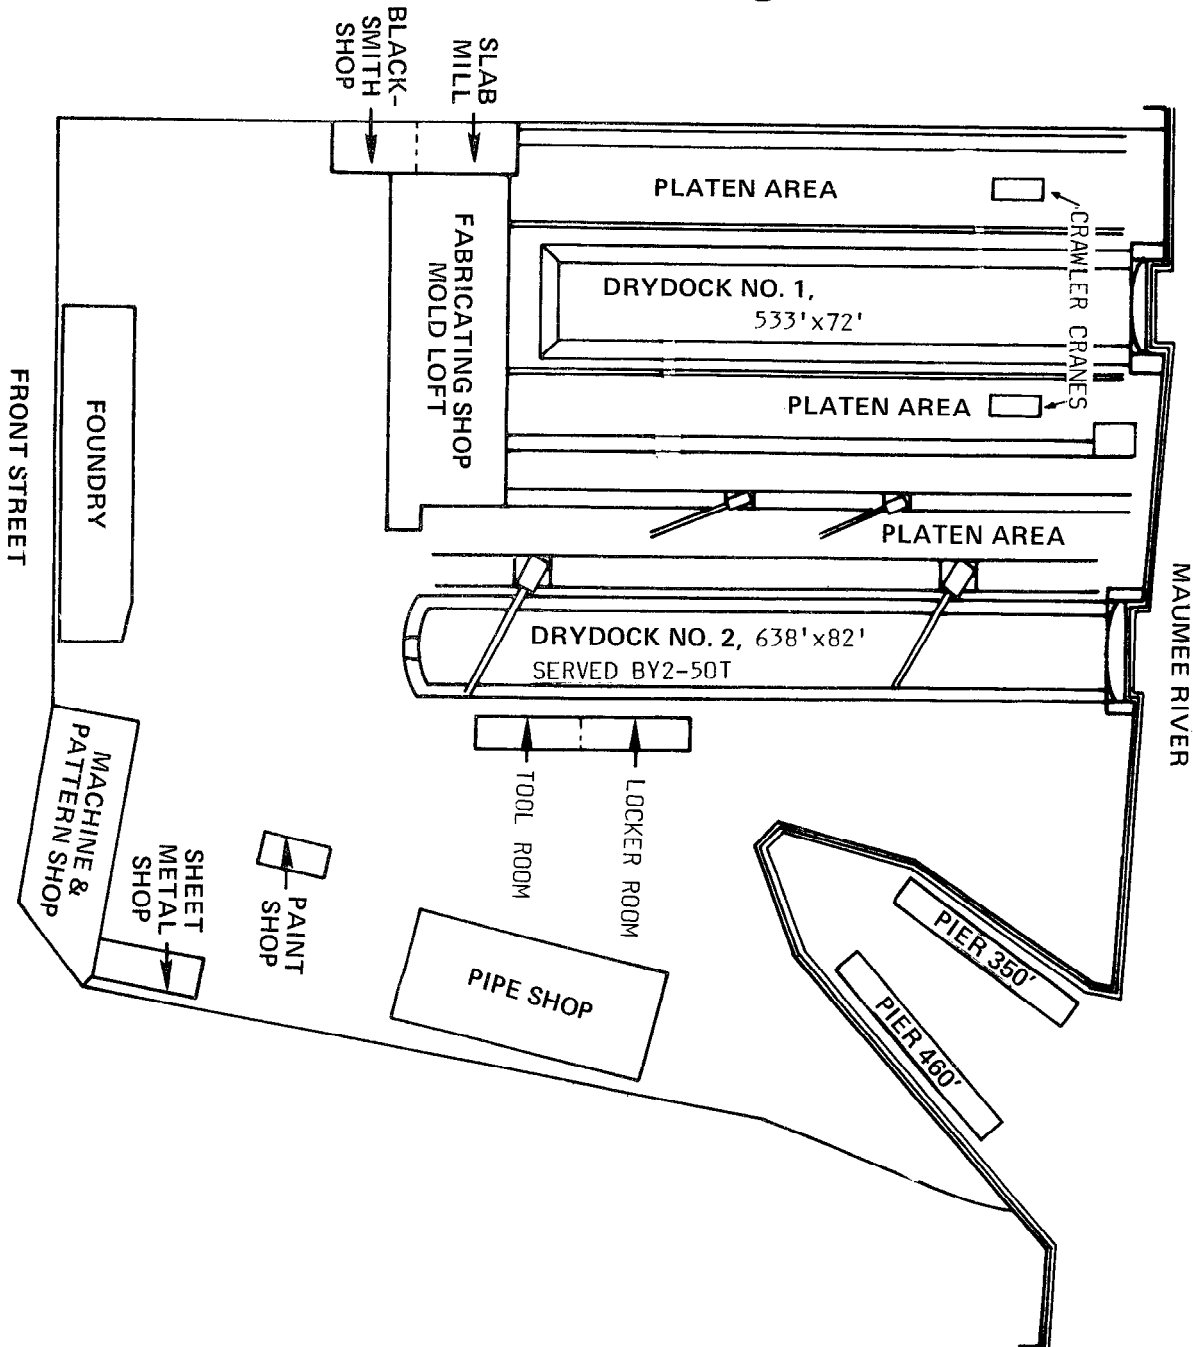 BLACK-
SMITH
SHOP
SLAB
MILL
PLATEN AREA
CRAWLER CRANES
FABRICATING SHOP
MOLD LOFT
DRYDOCK NO. 1,
533'x72'
PLATEN AREA
FOUNDRY
FRONT STREET
PLATEN AREA
MAUMEE RIVER
DRYDOCK NO. 2, 638'x82'
SERVED BY2-50T
TOOL ROOM
LOCKER ROOM
MACHINE &
PATTERN SHOP
SHEET
METAL
SHOP
PAINT
SHOP
PIPE SHOP
PIER 350'
PIER 460'